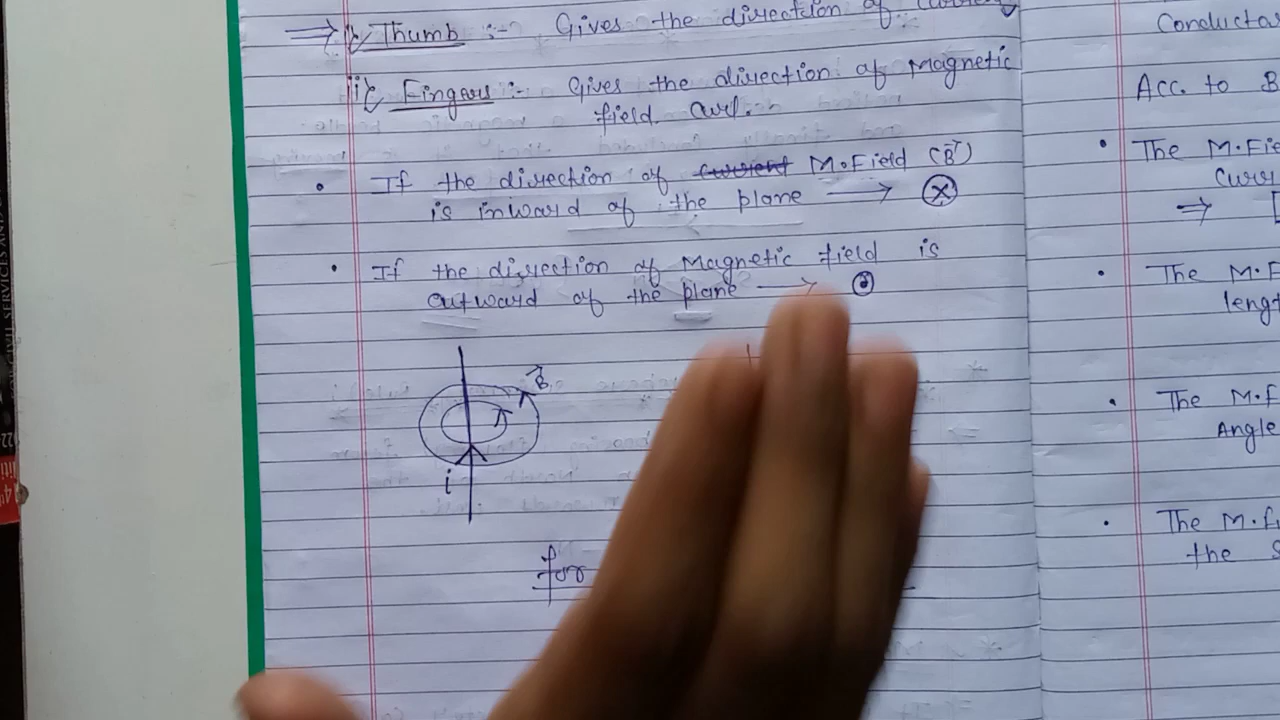 ⇒ i) Thumb :- Gives the direction of Current
ii) Fingers :- Gives the direction of Magnetic
field. Curl.
• If the direction of Current M.Field (B⃗)
is inward of the plane → ⊗
• If the direction of Magnetic field is
outward of the plane → ⊙
B⃗
i
for
Acc. to B
• The M.Fie
Curr
⇒
• The M.F
lengt
• The M.f
Angle
• The M.f
the S